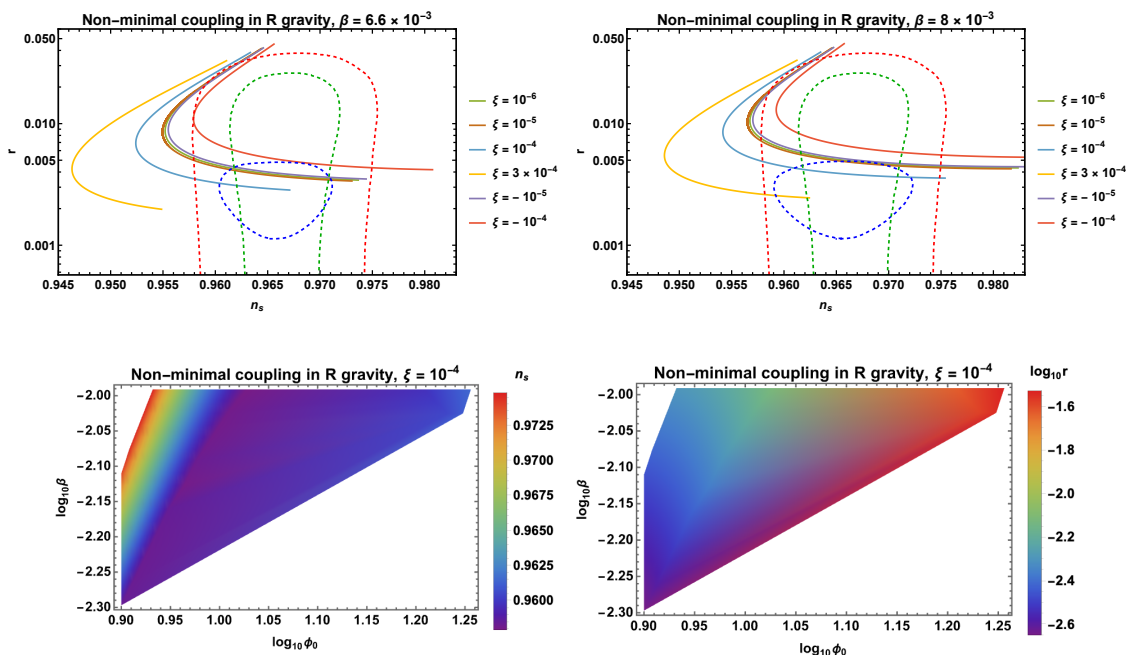 Non-minimal coupling in R gravity, β = 6.6 × 10⁻³
0.050
0.010
0.005
0.001
r
0.945 0.950 0.955 0.960 0.965 0.970 0.975 0.980
nₛ
ξ = 10⁻⁶
ξ = 10⁻⁵
ξ = 10⁻⁴
ξ = 3 × 10⁻⁴
ξ = - 10⁻⁵
ξ = - 10⁻⁴
Non-minimal coupling in R gravity, β = 8 × 10⁻³
0.050
0.010
0.005
0.001
r
0.945 0.950 0.955 0.960 0.965 0.970 0.975 0.980
nₛ
ξ = 10⁻⁶
ξ = 10⁻⁵
ξ = 10⁻⁴
ξ = 3 × 10⁻⁴
ξ = - 10⁻⁵
ξ = - 10⁻⁴
Non-minimal coupling in R gravity, ξ = 10⁻⁴
-2.00
-2.05
-2.10
-2.15
-2.20
-2.25
-2.30
log₁₀β
0.90 0.95 1.00 1.05 1.10 1.15 1.20 1.25
log₁₀ϕ₀
nₛ
0.9725
0.9700
0.9675
0.9650
0.9625
0.9600
Non-minimal coupling in R gravity, ξ = 10⁻⁴
-2.00
-2.05
-2.10
-2.15
-2.20
-2.25
-2.30
log₁₀β
0.90 0.95 1.00 1.05 1.10 1.15 1.20 1.25
log₁₀ϕ₀
log₁₀r
-1.6
-1.8
-2.0
-2.2
-2.4
-2.6